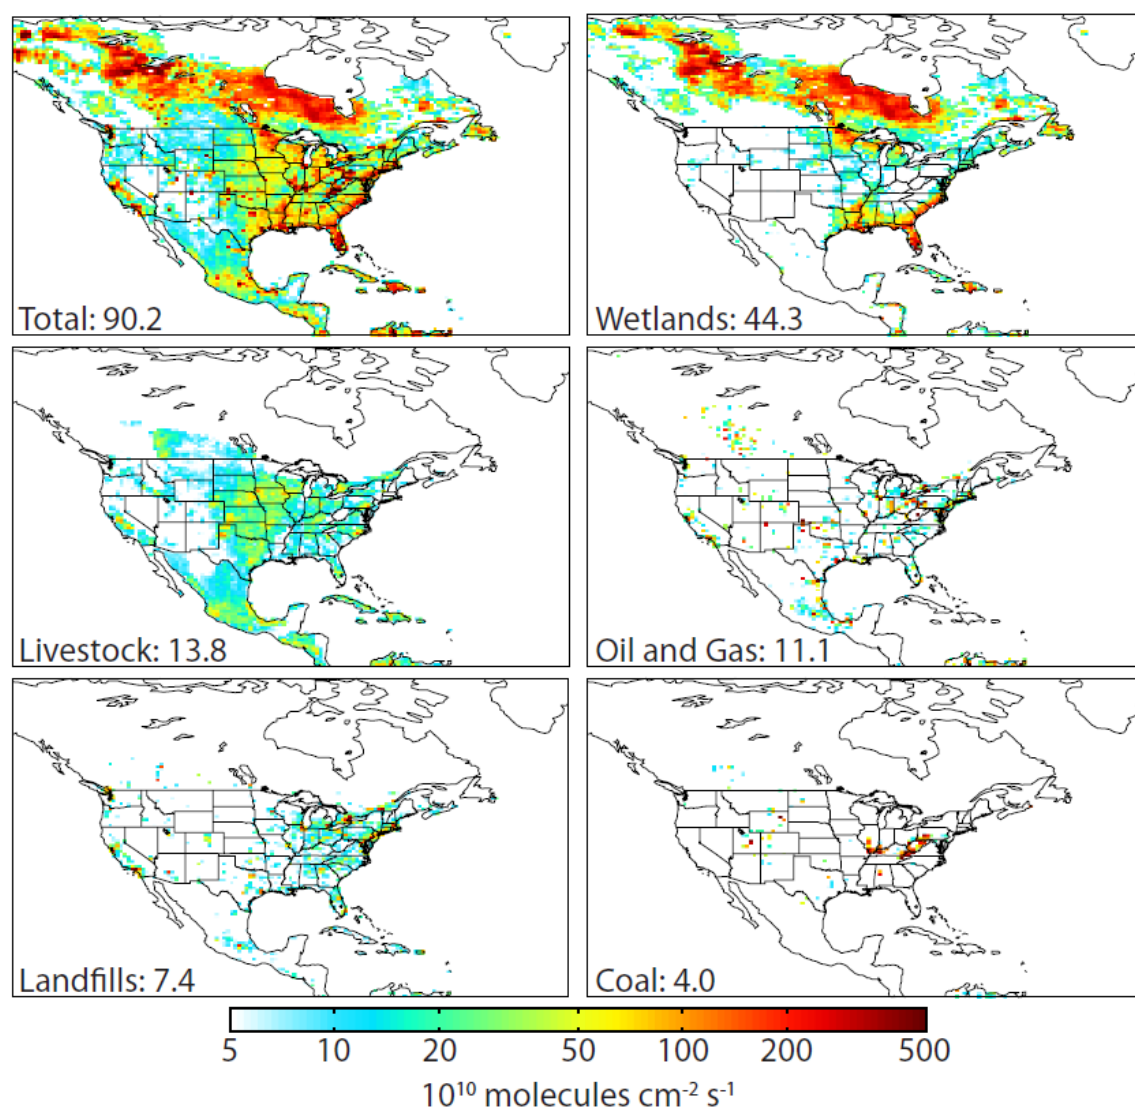 Total: 90.2
Wetlands: 44.3
Livestock: 13.8
Oil and Gas: 11.1
Landfills: 7.4
Coal: 4.0
5 10 20 50 100 200 500
10¹⁰ molecules cm⁻² s⁻¹